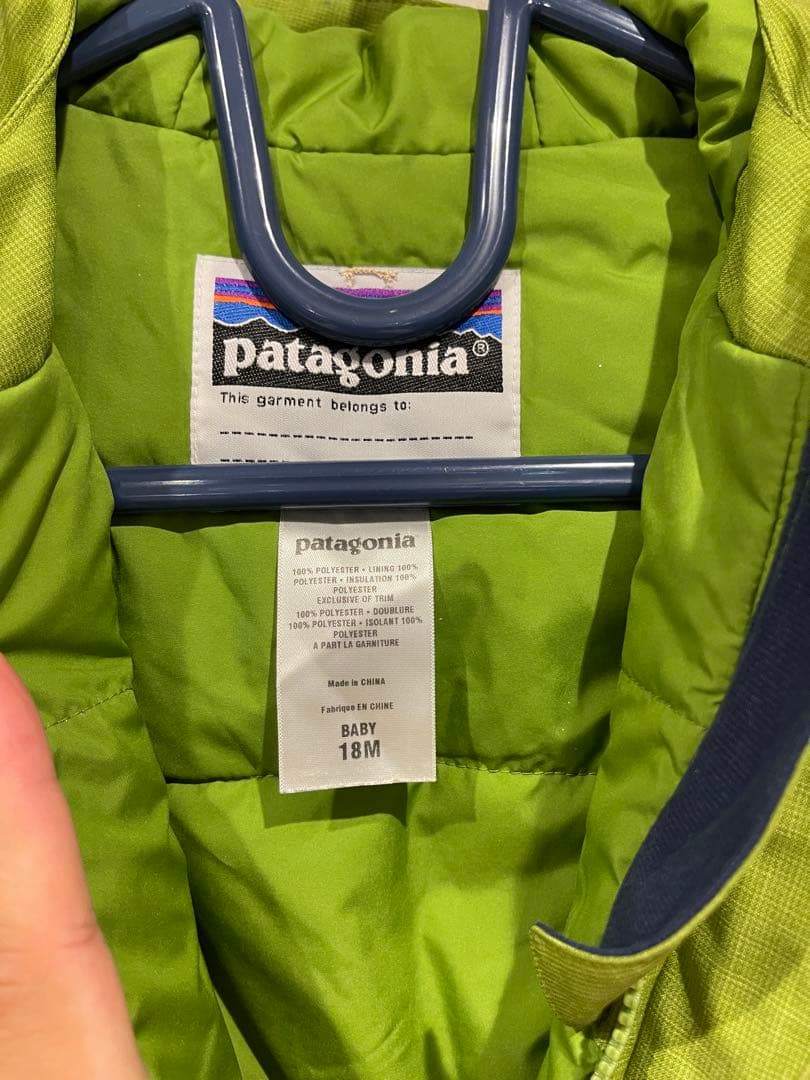 patagonia®
This garment belongs to:
patagonia
100% POLYESTER • LINING 100%
POLYESTER • INSULATION 100%
POLYESTER
EXCLUSIVE OF TRIM
100% POLYESTER • DOUBLURE
100% POLYESTER • ISOLANT 100%
POLYESTER
A PART LA GARNITURE
Made in CHINA
Fabrique EN CHINE
BABY
18M